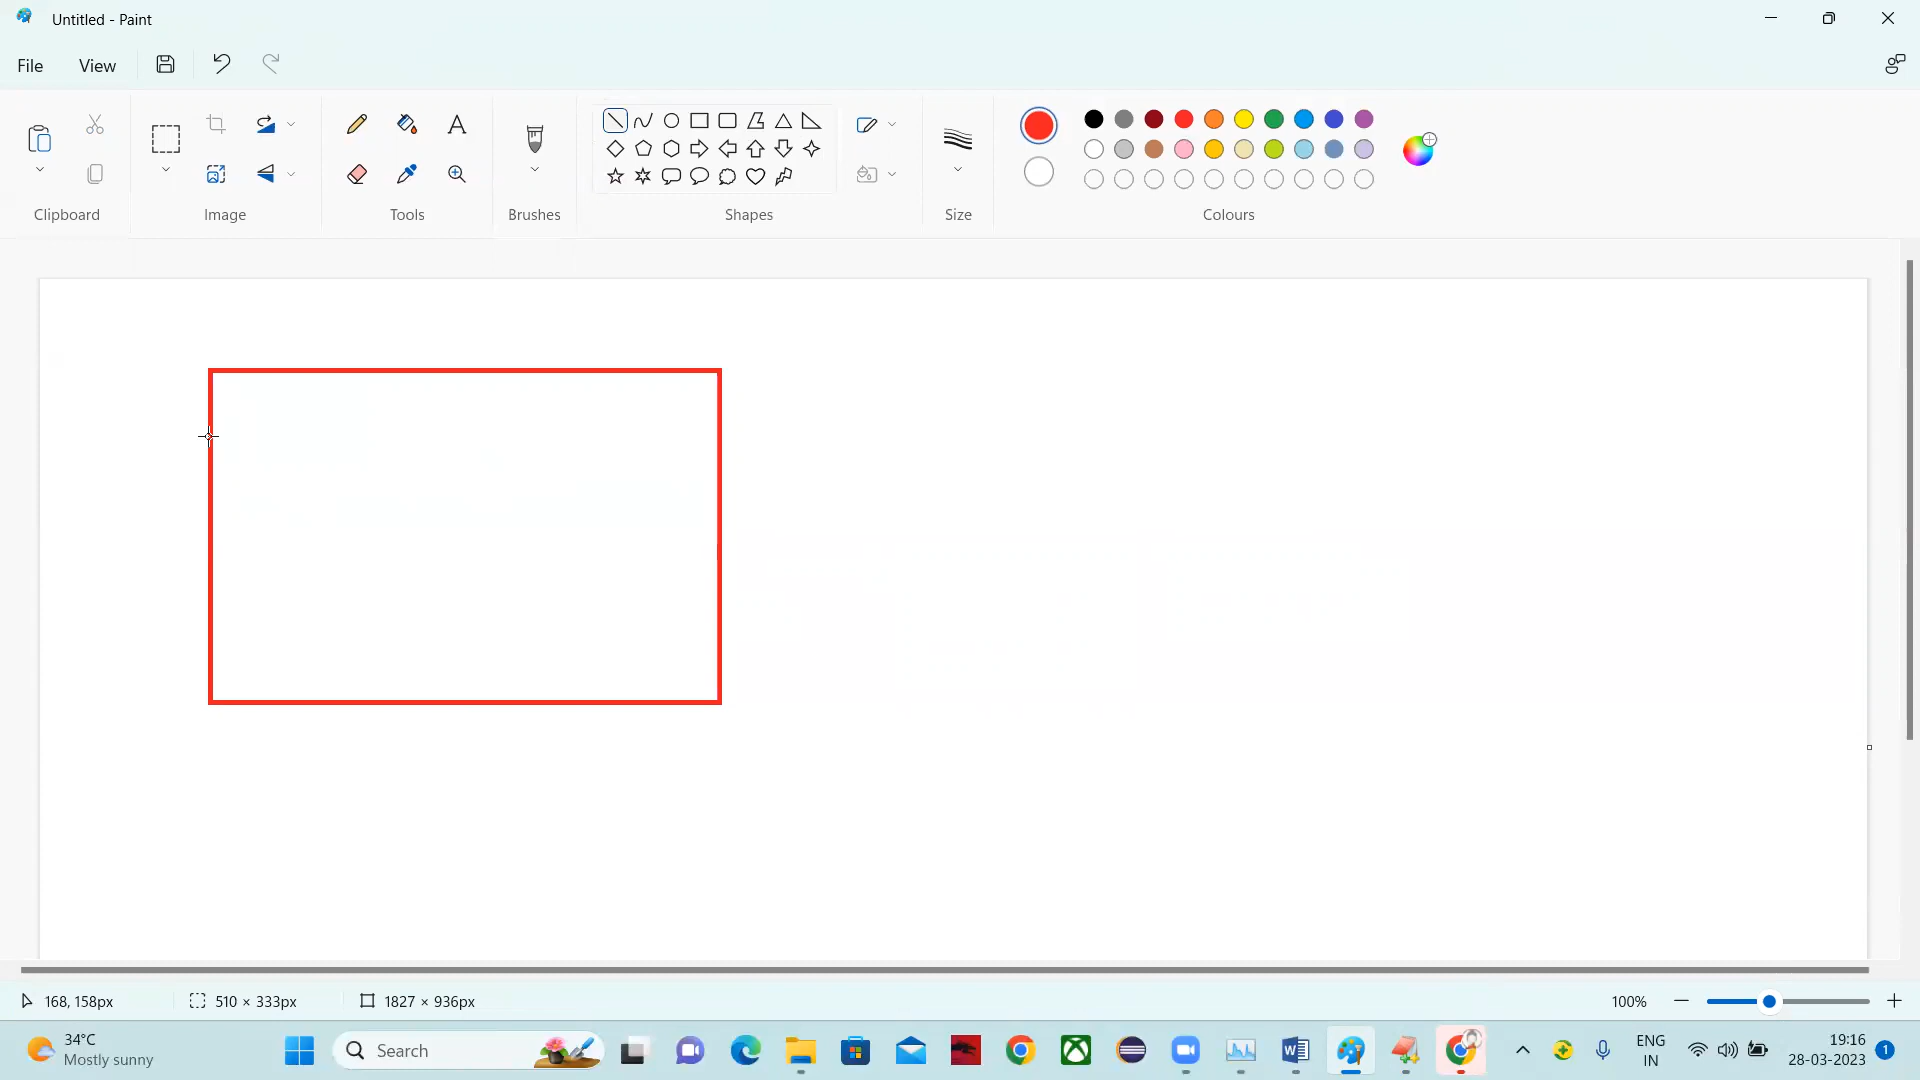 Untitled - Paint
File View
Clipboard Image Tools Brushes Shapes Size Colours
168, 158px 510 × 333px 1827 × 936px 100%
34°C
Mostly sunny
Search
ENG
IN
19:16
28-03-2023
1